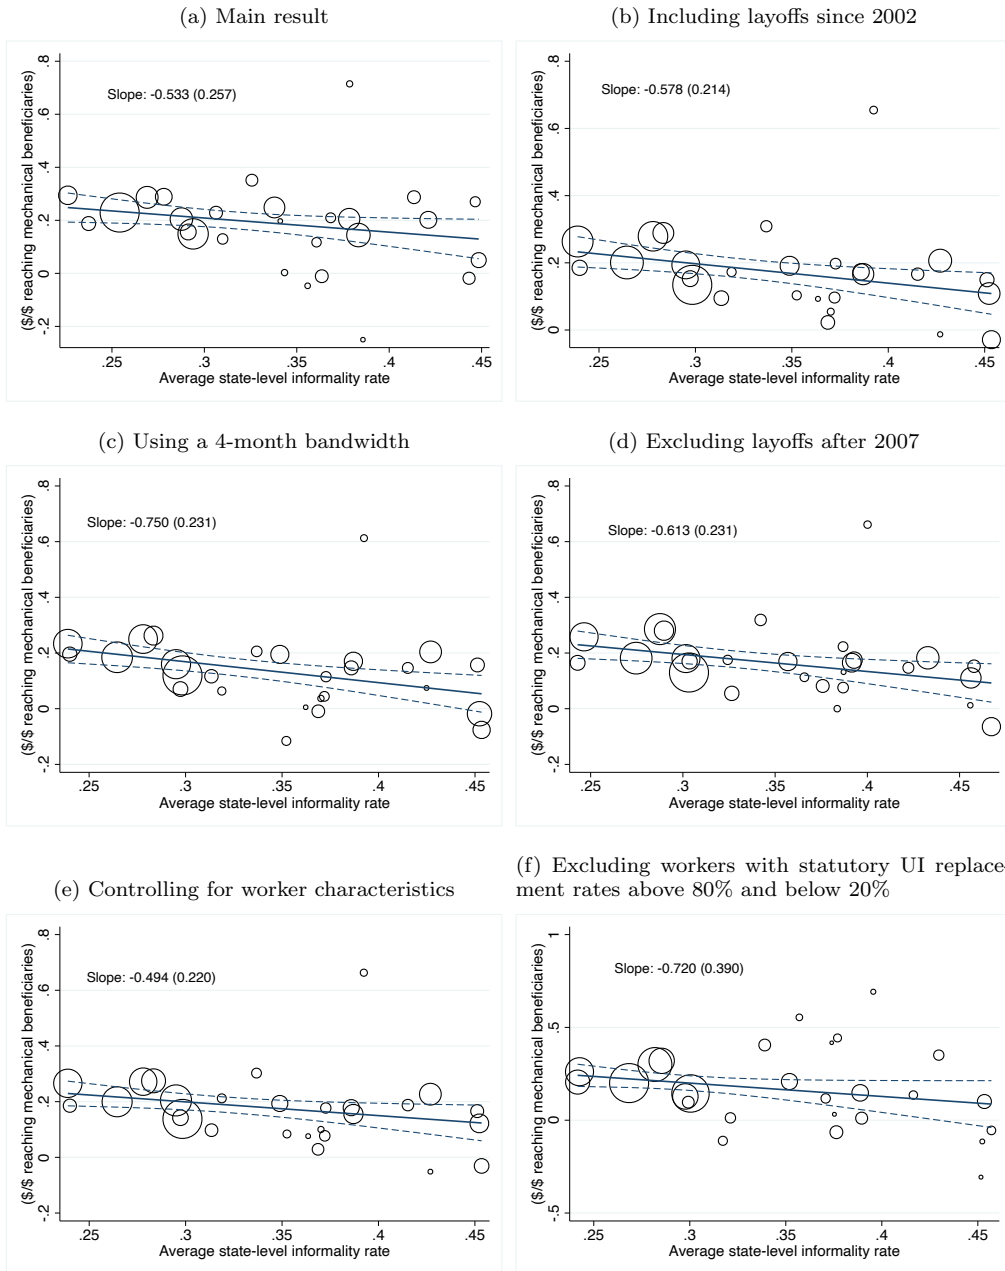 (a) Main result
($/$ reaching mechanical beneficiaries)
.8
.6
.4
.2
0
-.2
Slope: -0.533 (0.257)
.25 .3 .35 .4 .45
Average state-level informality rate
(b) Including layoffs since 2002
($/$ reaching mechanical beneficiaries)
.8
.6
.4
.2
0
Slope: -0.578 (0.214)
.25 .3 .35 .4 .45
Average state-level informality rate
(c) Using a 4-month bandwidth
($/$ reaching mechanical beneficiaries)
.8
.6
.4
.2
0
-.2
Slope: -0.750 (0.231)
.25 .3 .35 .4 .45
Average state-level informality rate
(d) Excluding layoffs after 2007
($/$ reaching mechanical beneficiaries)
.8
.6
.4
.2
0
-.2
Slope: -0.613 (0.231)
.25 .3 .35 .4 .45
Average state-level informality rate
(e) Controlling for worker characteristics
($/$ reaching mechanical beneficiaries)
.8
.6
.4
.2
0
-.2
Slope: -0.494 (0.220)
.25 .3 .35 .4 .45
Average state-level informality rate
(f) Excluding workers with statutory UI replace-
ment rates above 80% and below 20%
($/$ reaching mechanical beneficiaries)
1
.5
0
-.5
Slope: -0.720 (0.390)
.25 .3 .35 .4 .45
Average state-level informality rate